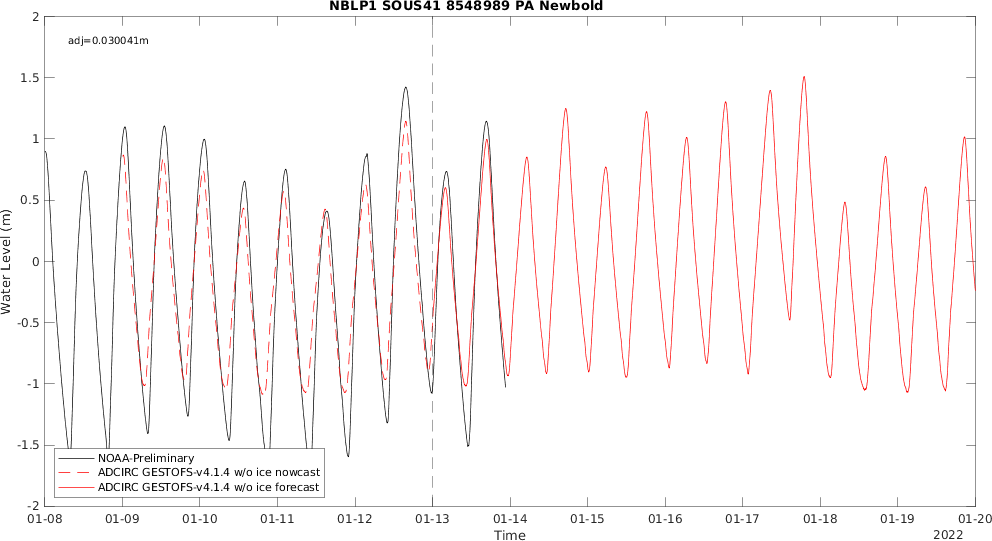 NBLP1 SOUS41 8548989 PA Newbold
adj=0.030041m
Water Level (m)
2
1.5
1
0.5
0
-0.5
-1
-1.5
-2
NOAA-Preliminary
ADCIRC GESTOFS-v4.1.4 w/o ice nowcast
ADCIRC GESTOFS-v4.1.4 w/o ice forecast
01-08 01-09 01-10 01-11 01-12 01-13 01-14 01-15 01-16 01-17 01-18 01-19 01-20
Time
2022